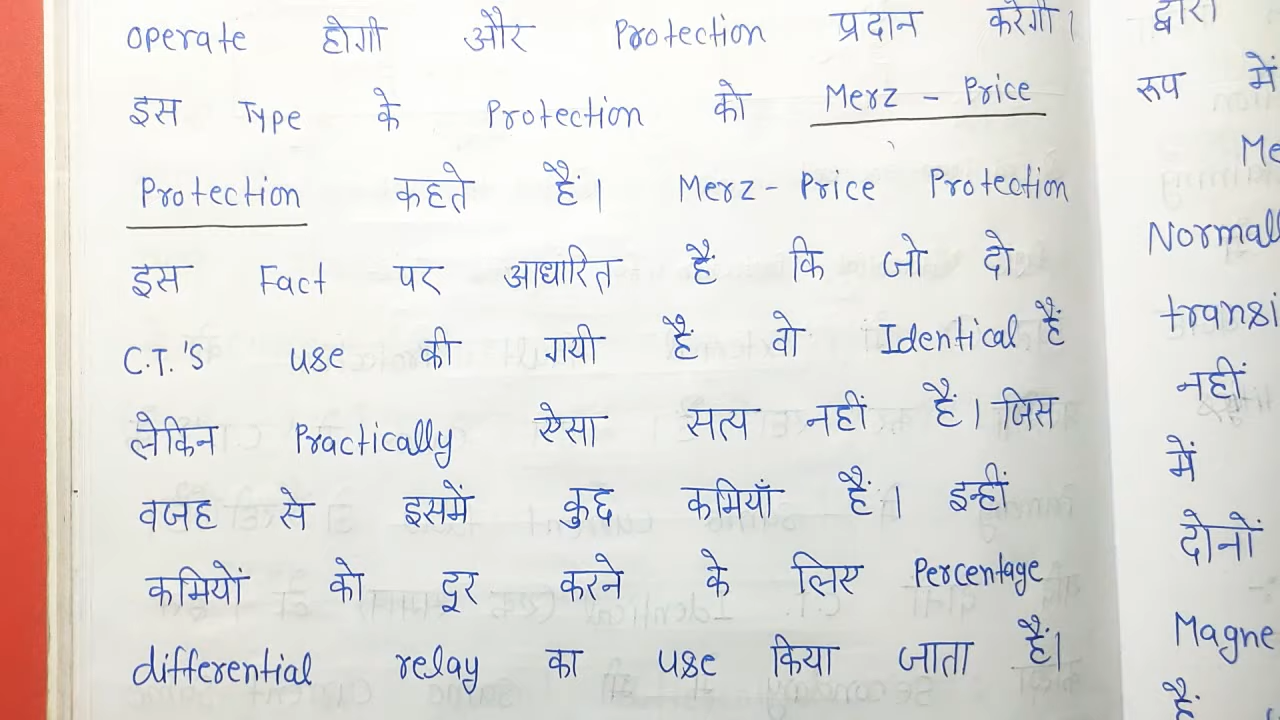 operate होगी और Protection प्रदान करेगी।
इस Type के Protection को Merz - Price
Protection कहते हैं। Merz - Price Protection
इस Fact पर आधारित हैं कि जो दो
C.T.'S use की गयी हैं वो Identical हैं
लेकिन Practically ऐसा सत्य नहीं हैं। जिस
वजह से इसमें कुछ कमियाँ हैं। इन्हीं
कमियों को दूर करने के लिए Percentage
differential relay का use किया जाता हैं।
द्वारा
रूप में
Me
Normall
transi
नहीं
में
दोनों
Magne
हैं